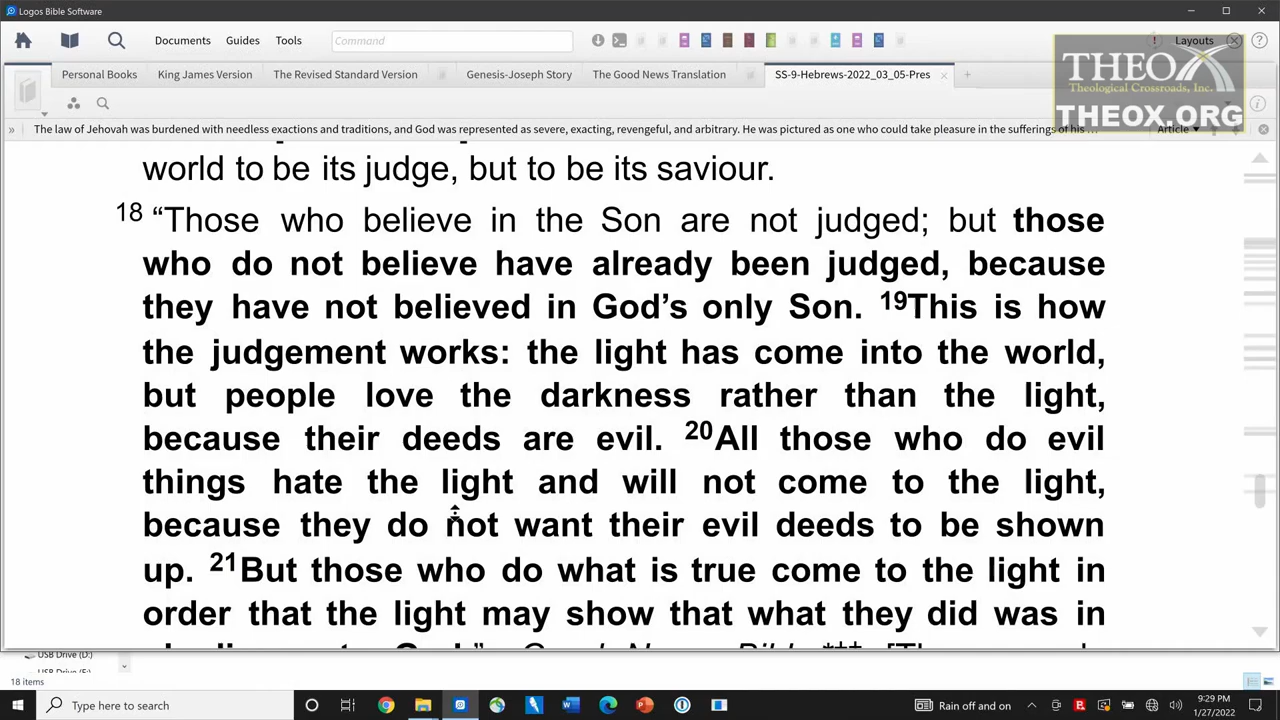 Logos Bible Software
Documents Guides Tools Command Layouts
THEOX
Theological Crossroads, Inc.
THEOX.ORG
Personal Books King James Version The Revised Standard Version Genesis-Joseph Story The Good News Translation SS-9-Hebrews-2022_03_05-Pres
The law of Jehovah was burdened with needless exactions and traditions, and God was represented as severe, exacting, revengeful, and arbitrary. He was pictured as one who could take pleasure in the sufferings of his ... Article
world to be its judge, but to be its saviour.
18 “Those who believe in the Son are not judged; but those
who do not believe have already been judged, because
they have not believed in God’s only Son. 19This is how
the judgement works: the light has come into the world,
but people love the darkness rather than the light,
because their deeds are evil. 20All those who do evil
things hate the light and will not come to the light,
because they do not want their evil deeds to be shown
up. 21But those who do what is true come to the light in
order that the light may show that what they did was in
USB Drive (D:)
18 items
Type here to search
Rain off and on
9:29 PM
1/27/2022